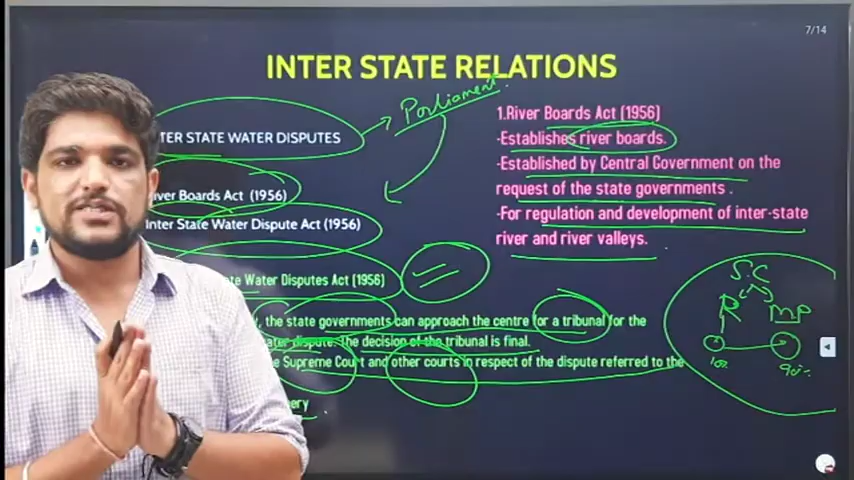 7/14
INTER STATE RELATIONS
Parliament
TER STATE WATER DISPUTES
iver Boards Act (1956)
Inter State Water Dispute Act (1956)
te Water Disputes Act (1956)
, the state governments can approach the centre for a tribunal for the
ater dispute. The decision of the tribunal is final.
e Supreme Court and other courts in respect of the dispute referred to the
ery
1.River Boards Act (1956)
-Establishes river boards.
-Established by Central Government on the
request of the state governments .
-For regulation and development of inter-state
river and river valleys.
S.C
R MP
10% 90%